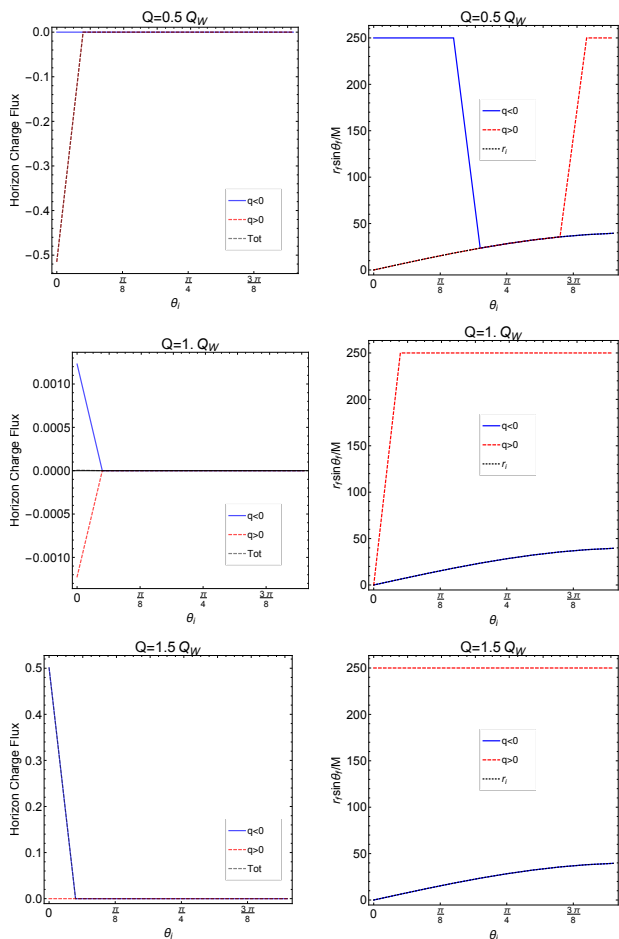 Q=0.5 Q_W
Horizon Charge Flux
0.0
−0.1
−0.2
−0.3
−0.4
−0.5
q<0
q>0
Tot
0 π/8 π/4 3π/8
θ_i
Q=0.5 Q_W
r_f sinθ_f/M
250
200
150
100
50
0
q<0
q>0
r_i
0 π/8 π/4 3π/8
θ_i
Q=1. Q_W
Horizon Charge Flux
0.0010
0.0005
0.0000
−0.0005
−0.0010
q<0
q>0
Tot
0 π/8 π/4 3π/8
θ_i
Q=1. Q_W
r_f sinθ_f/M
250
200
150
100
50
0
q<0
q>0
r_i
0 π/8 π/4 3π/8
θ_i
Q=1.5 Q_W
Horizon Charge Flux
0.5
0.4
0.3
0.2
0.1
0.0
q<0
q>0
Tot
0 π/8 π/4 3π/8
θ_i
Q=1.5 Q_W
r_f sinθ_f/M
250
200
150
100
50
0
q<0
q>0
r_i
0 π/8 π/4 3π/8
θ_i